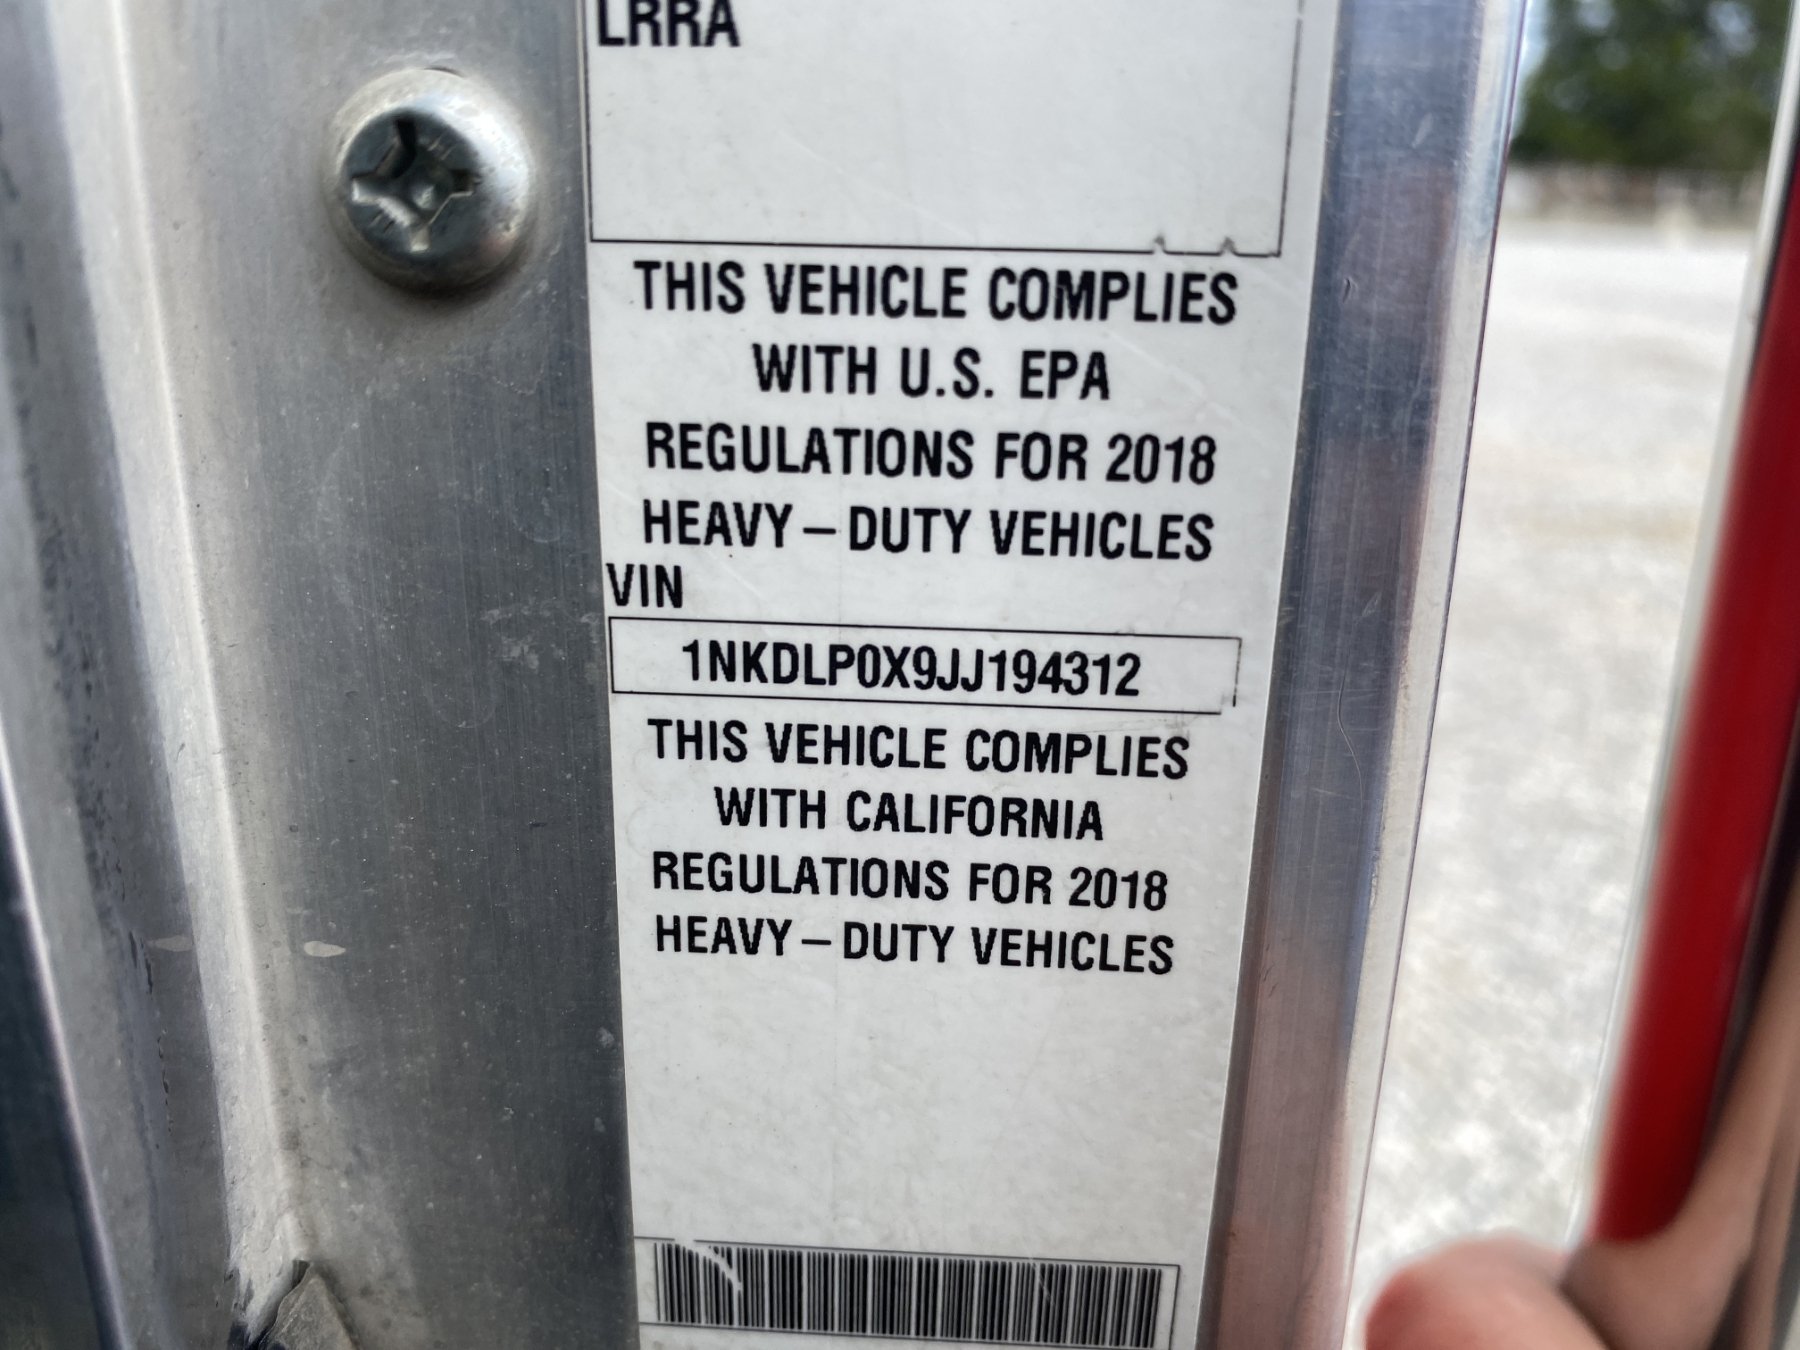 LRRA
THIS VEHICLE COMPLIES
WITH U.S. EPA
REGULATIONS FOR 2018
HEAVY – DUTY VEHICLES
VIN
1NKDLP0X9JJ194312
THIS VEHICLE COMPLIES
WITH CALIFORNIA
REGULATIONS FOR 2018
HEAVY – DUTY VEHICLES